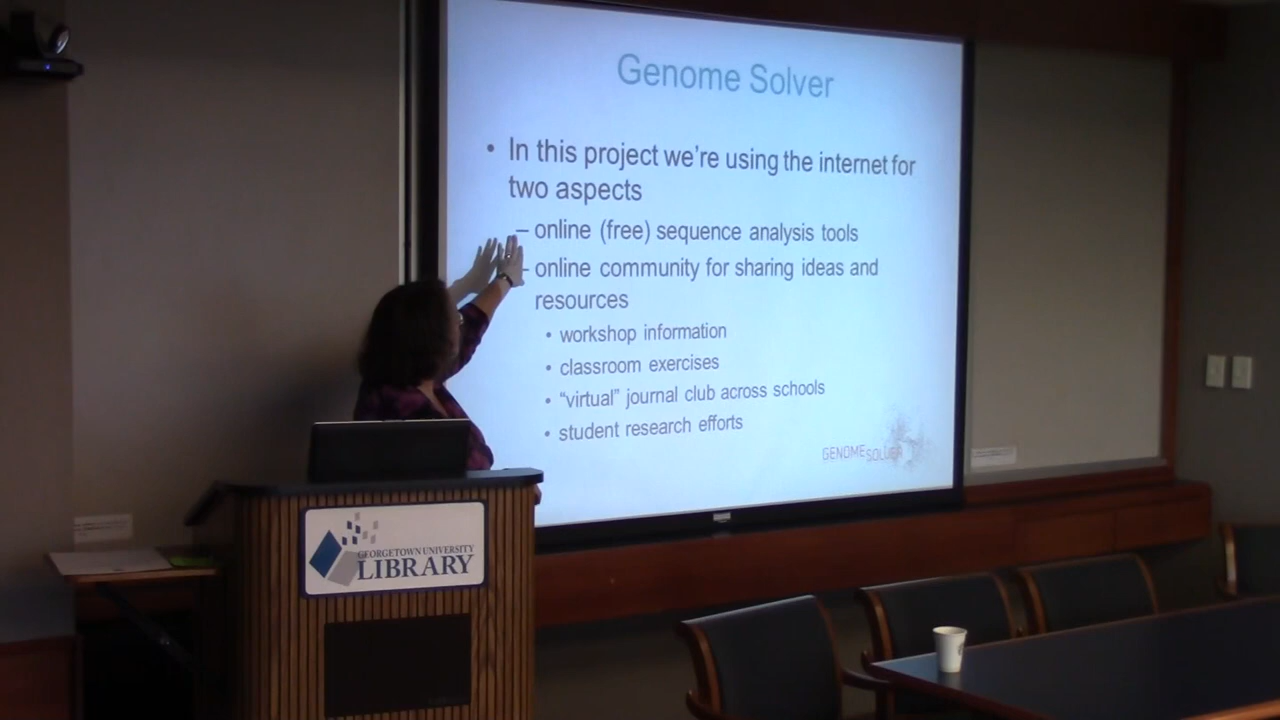 Genome Solver
• In this project we're using the internet for
two aspects
– online (free) sequence analysis tools
– online community for sharing ideas and
resources
• workshop information
• classroom exercises
• “virtual” journal club across schools
• student research efforts
GENOME SOLVER
GEORGETOWN UNIVERSITY
LIBRARY